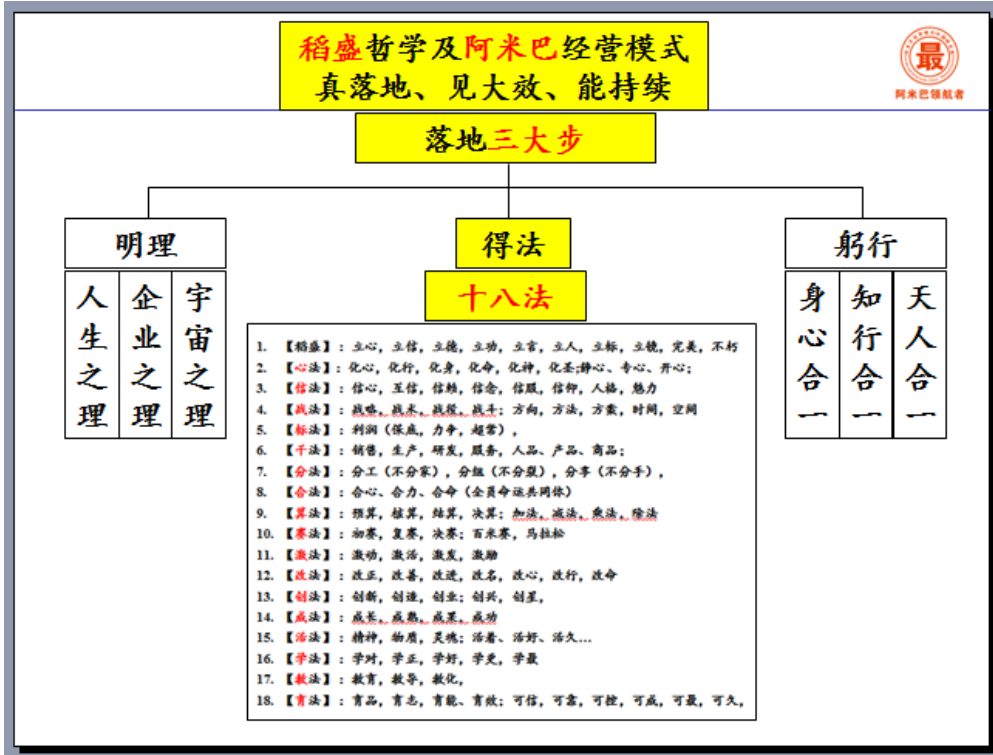 稻盛哲学及阿米巴经营模式
真落地、见大效、能持续
最
阿米巴领航者
落地三大步
明理
得法
躬行
十八法
人生之理
企业之理
宇宙之理
1. 【稻盛】：立心，立信，立德，立功，立言，立人，立标，立镜，完美，不朽
2. 【心法】：化心，化行，化身，化命，化神，化圣;静心、专心、开心；
3. 【信法】：信心，互信，信赖，信念，信服，信仰，人格，魅力
4. 【战法】：战略，战术，战役，战斗；方向，方法，方数，时间，空间
5. 【标法】：利润（保底，力争，超常），
6. 【干法】：销售，生产，研发，服务，人品、产品、商品；
7. 【分法】：分工（不分家），分组（不分裂），分享（不分手），
8. 【合法】：合心、合力、合命（全员命运共同体）
9. 【算法】：预算，核算，结算，决算；加法，减法，乘法，除法
10. 【赛法】：初赛，复赛，决赛；百米赛，马拉松
11. 【激法】：激动，激活，激发，激励
12. 【改法】：改正，改善，改进，改名，改心，改行，改命
13. 【创法】：创新，创造，创业；创兴，创星，
14. 【成法】：成长，成熟，成果，成功
15. 【活法】：精神，物质，灵魂；活着、活好、活久…
16. 【学法】：学对，学正，学好，学更，学最
17. 【教法】：教育，教导，教化，
18. 【育法】：育品，育志，育能、育效；可信，可靠，可控，可成，可最，可久，
身心合一
知行合一
天人合一